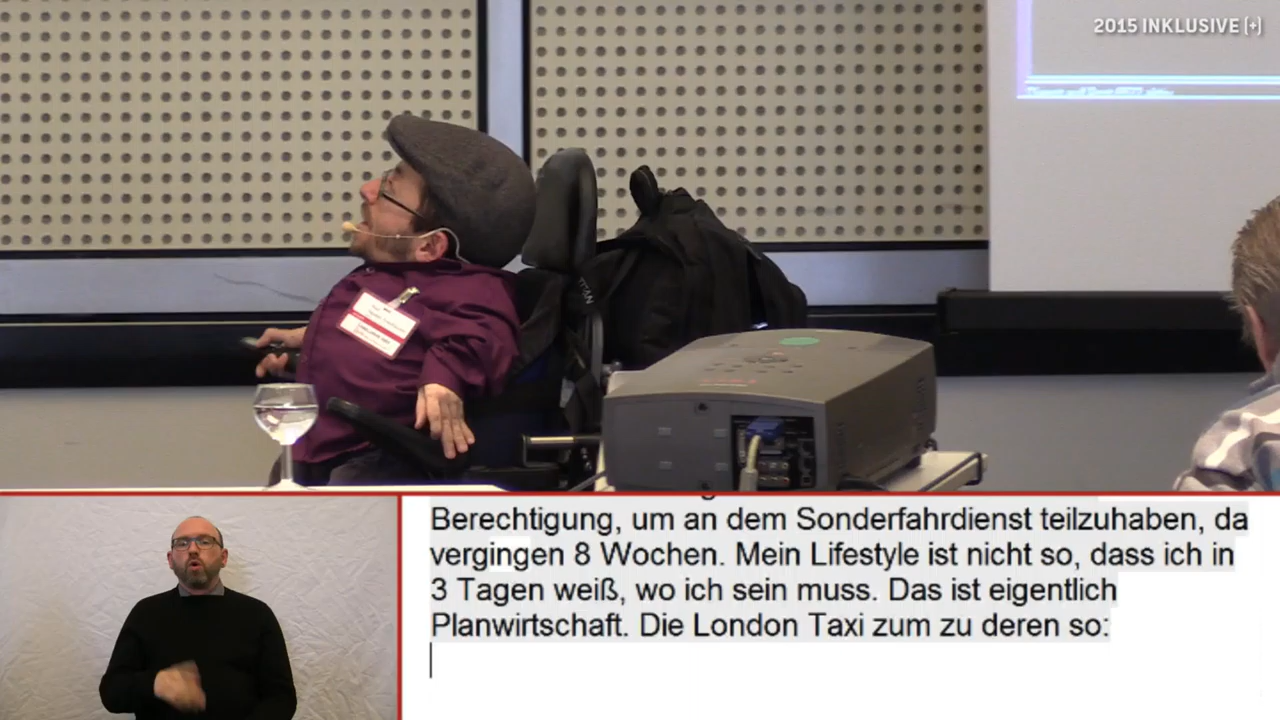 2015 INKLUSIVE [+]
Berechtigung, um an dem Sonderfahrdienst teilzuhaben, da
vergingen 8 Wochen. Mein Lifestyle ist nicht so, dass ich in
3 Tagen weiß, wo ich sein muss. Das ist eigentlich
Planwirtschaft. Die London Taxi zum zu deren so: